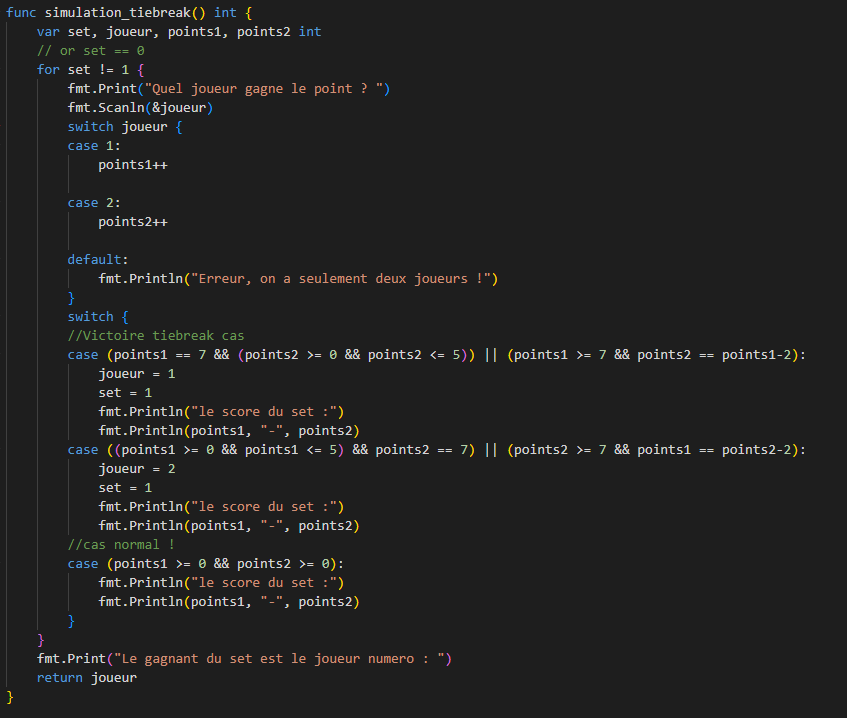 func simulation_tiebreak() int {
    var set, joueur, points1, points2 int
    // or set == 0
    for set != 1 {
        fmt.Print("Quel joueur gagne le point ? ")
        fmt.Scanln(&joueur)
        switch joueur {
        case 1:
            points1++

        case 2:
            points2++

        default:
            fmt.Println("Erreur, on a seulement deux joueurs !")
        }
        switch {
        //Victoire tiebreak cas
        case (points1 == 7 && (points2 >= 0 && points2 <= 5)) || (points1 >= 7 && points2 == points1-2):
            joueur = 1
            set = 1
            fmt.Println("le score du set :")
            fmt.Println(points1, "-", points2)
        case ((points1 >= 0 && points1 <= 5) && points2 == 7) || (points2 >= 7 && points1 == points2-2):
            joueur = 2
            set = 1
            fmt.Println("le score du set :")
            fmt.Println(points1, "-", points2)
        //cas normal !
        case (points1 >= 0 && points2 >= 0):
            fmt.Println("le score du set :")
            fmt.Println(points1, "-", points2)
        }
    }
    fmt.Print("Le gagnant du set est le joueur numero : ")
    return joueur
}